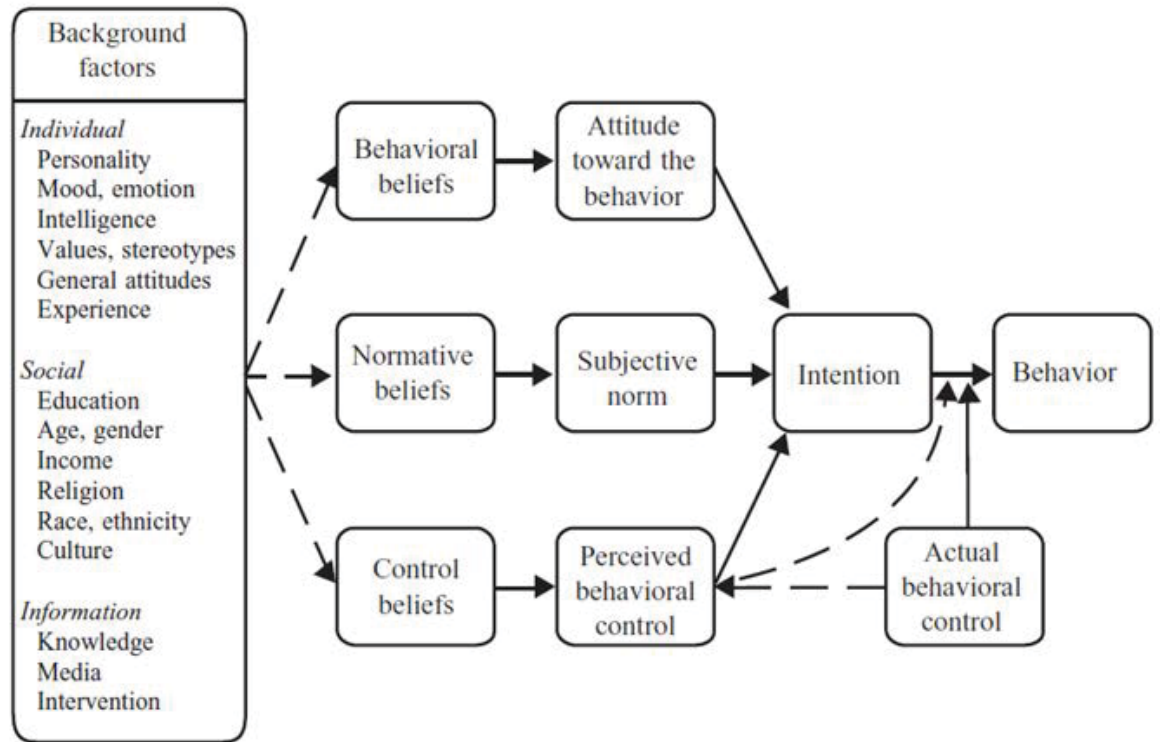 Background
factors
Individual
Personality
Mood, emotion
Intelligence
Values, stereotypes
General attitudes
Experience
Social
Education
Age, gender
Income
Religion
Race, ethnicity
Culture
Information
Knowledge
Media
Intervention
Behavioral
beliefs
Attitude
toward the
behavior
Normative
beliefs
Subjective
norm
Intention
Behavior
Control
beliefs
Perceived
behavioral
control
Actual
behavioral
control